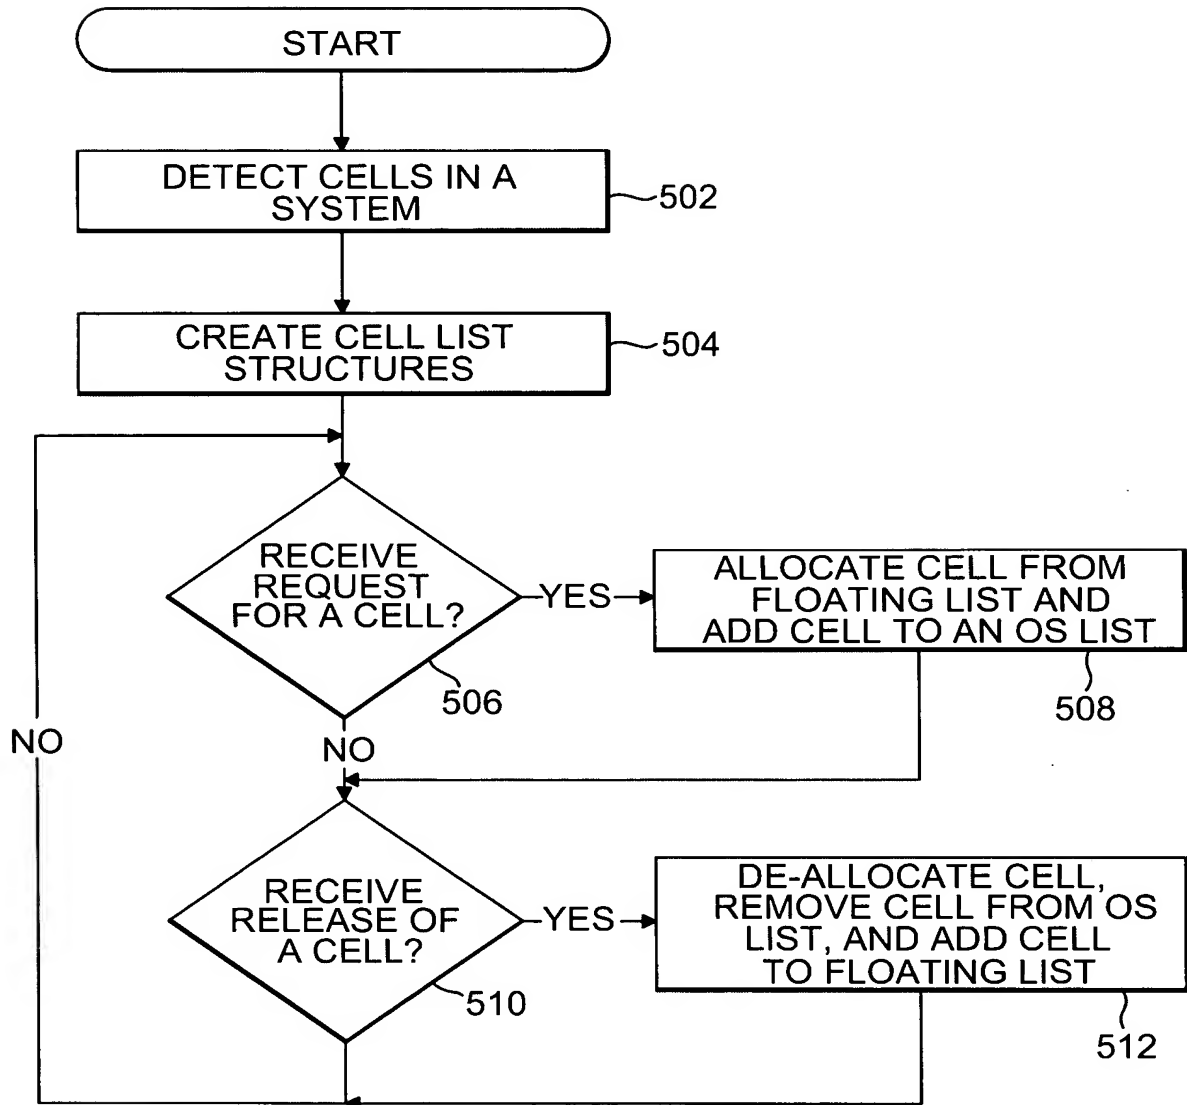 START
DETECT CELLS IN A
SYSTEM
502
CREATE CELL LIST
STRUCTURES
504
RECEIVE
REQUEST
FOR A CELL?
506
YES
ALLOCATE CELL FROM
FLOATING LIST AND
ADD CELL TO AN OS LIST
508
NO
NO
RECEIVE
RELEASE OF
A CELL?
510
YES
DE-ALLOCATE CELL,
REMOVE CELL FROM OS
LIST, AND ADD CELL
TO FLOATING LIST
512